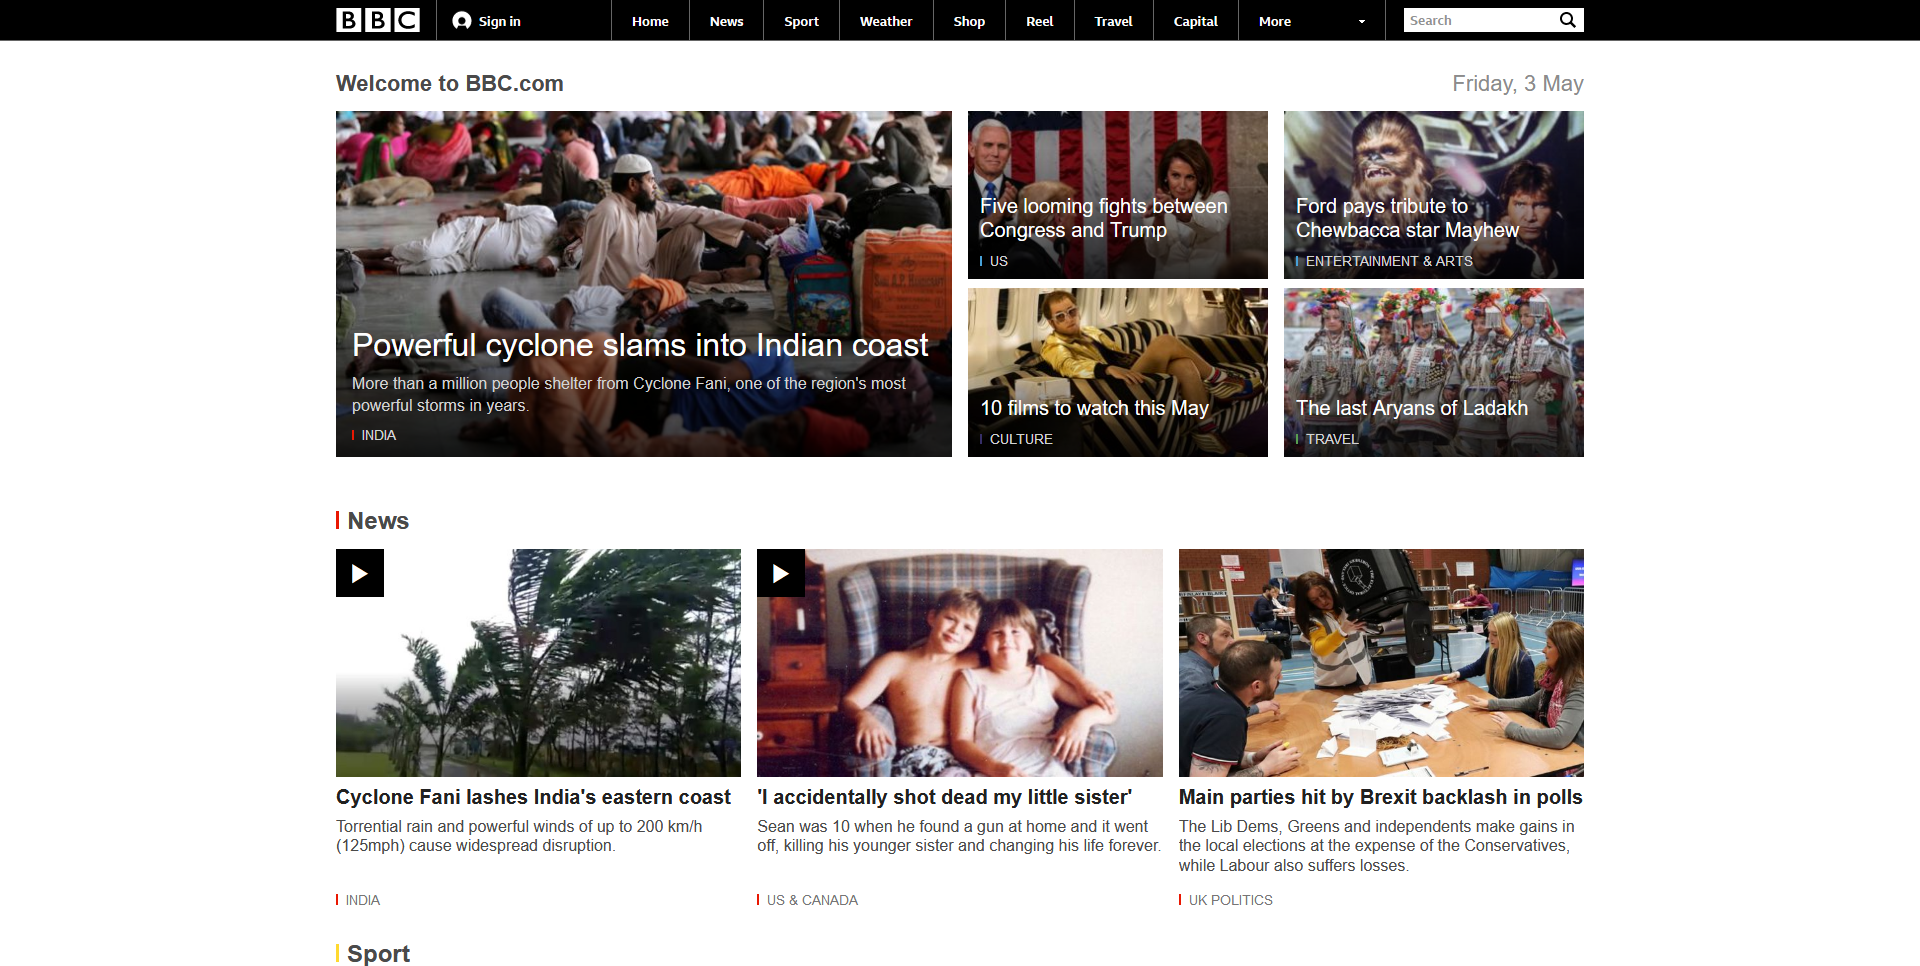 BBC
Sign in
Home
News
Sport
Weather
Shop
Reel
Travel
Capital
More
Search
Welcome to BBC.com
Friday, 3 May
Powerful cyclone slams into Indian coast
More than a million people shelter from Cyclone Fani, one of the region's most
powerful storms in years.
INDIA
Five looming fights between
Congress and Trump
US
Ford pays tribute to
Chewbacca star Mayhew
ENTERTAINMENT & ARTS
10 films to watch this May
CULTURE
The last Aryans of Ladakh
TRAVEL
News
Cyclone Fani lashes India's eastern coast
Torrential rain and powerful winds of up to 200 km/h
(125mph) cause widespread disruption.
INDIA
'I accidentally shot dead my little sister'
Sean was 10 when he found a gun at home and it went
off, killing his younger sister and changing his life forever.
US & CANADA
Main parties hit by Brexit backlash in polls
The Lib Dems, Greens and independents make gains in
the local elections at the expense of the Conservatives,
while Labour also suffers losses.
UK POLITICS
Sport